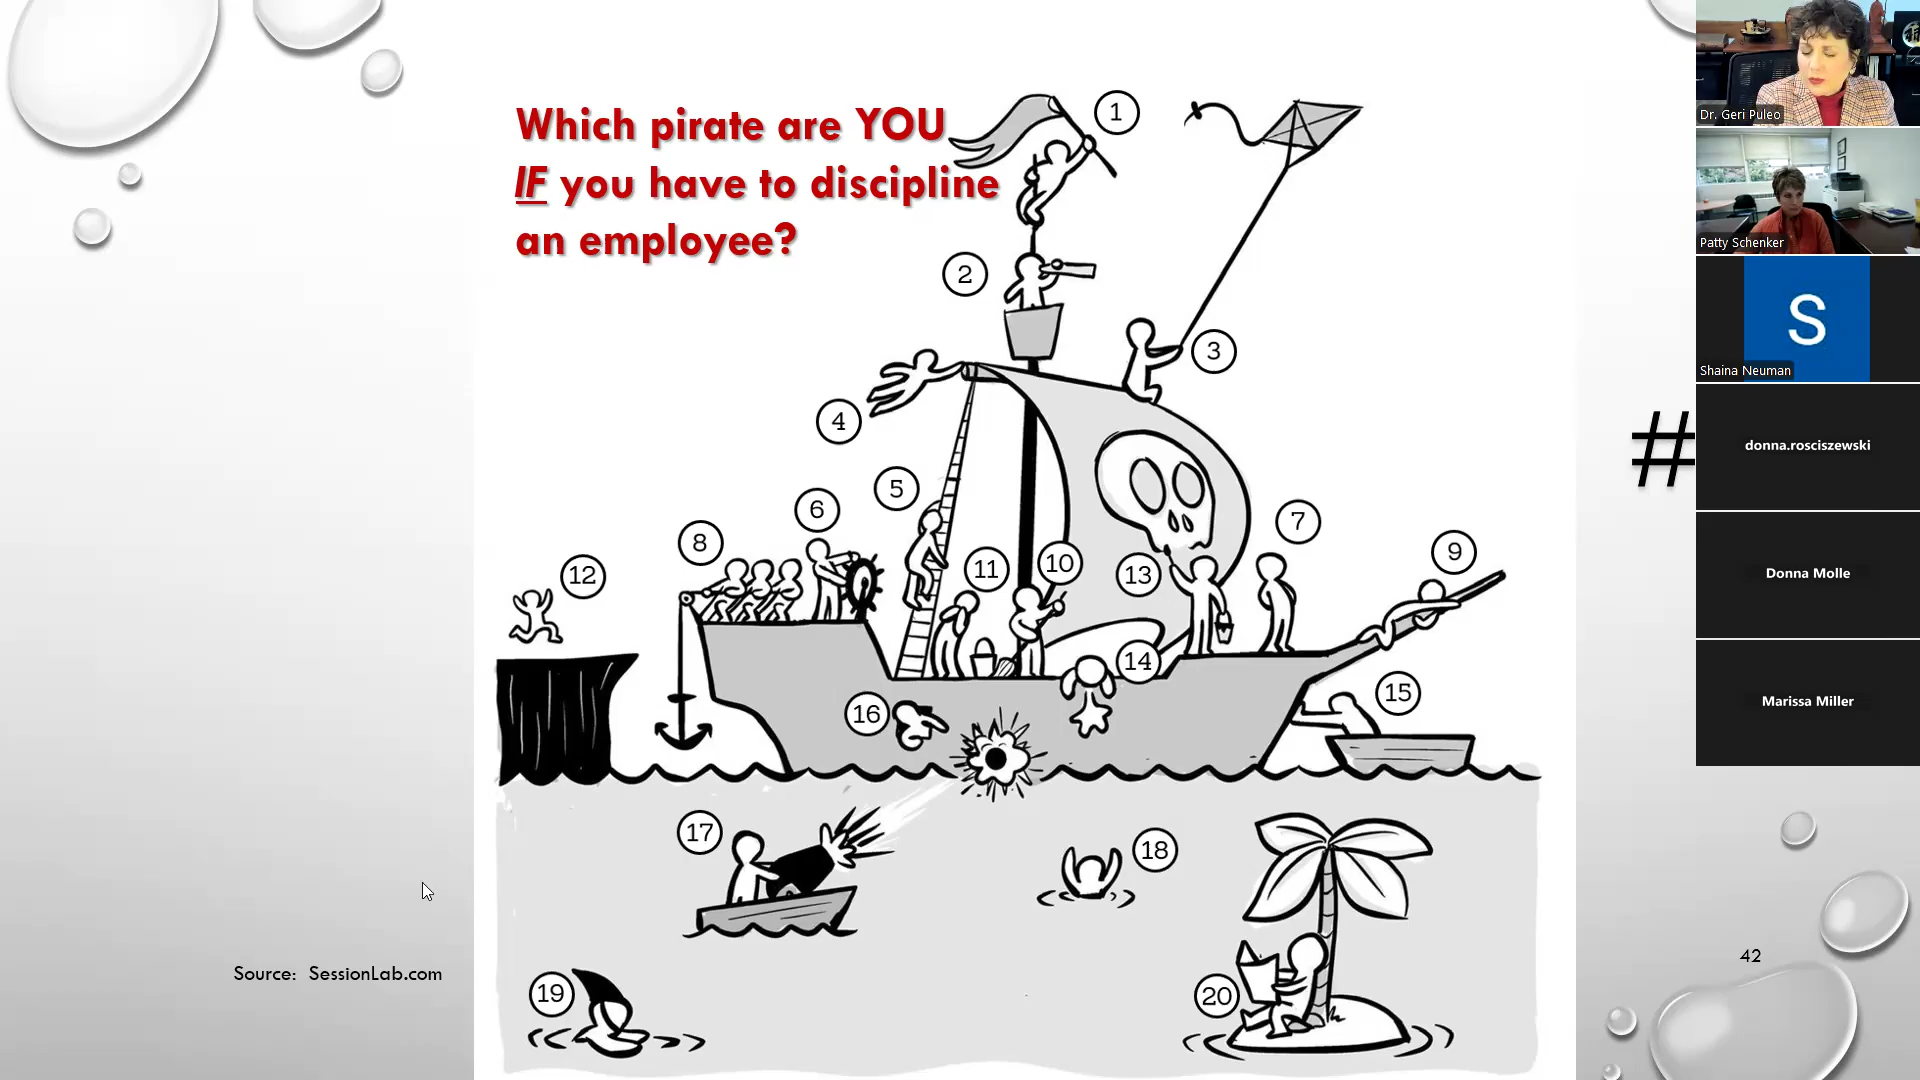 Which pirate are YOU
IF you have to discipline
an employee?
1
2
3
4
5
6
7
8
9
10
11
12
13
14
15
16
17
18
19
20
#
42
Source: SessionLab.com
Dr. Geri Puleo
Patty Schenker
S
Shaina Neuman
donna.rosciszewski
Donna Molle
Marissa Miller